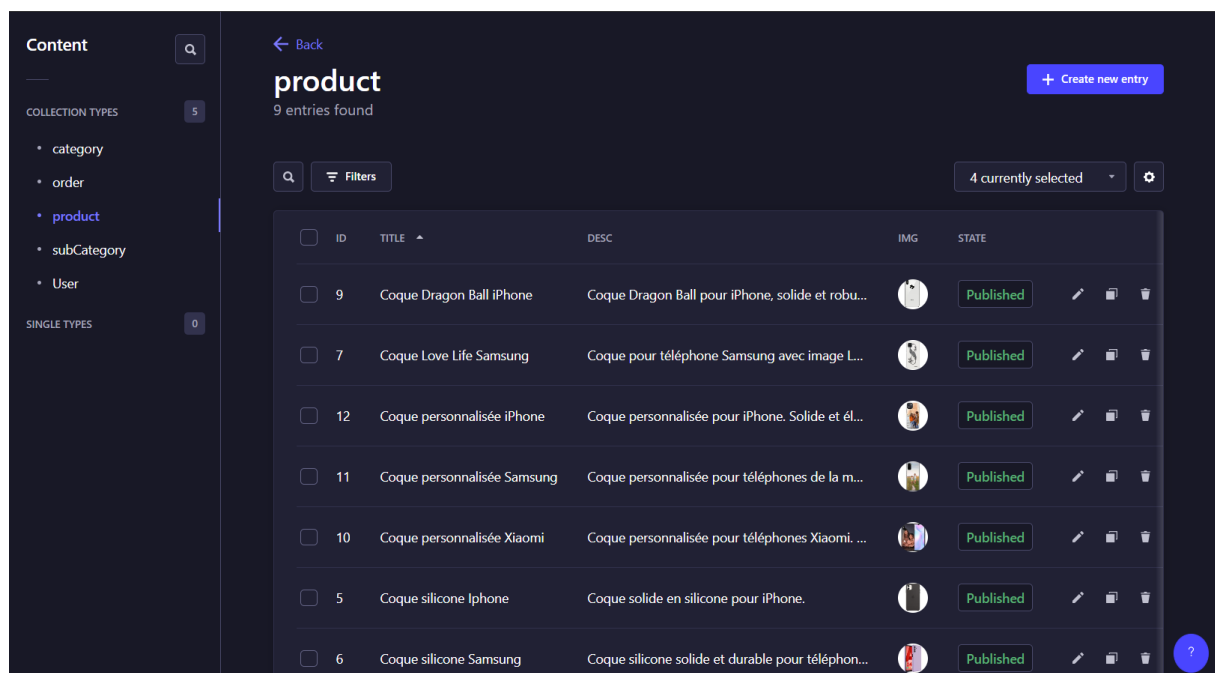 Content
COLLECTION TYPES 5
category
order
product
subCategory
User
SINGLE TYPES 0
Back
product
9 entries found
Create new entry
Filters
4 currently selected
ID TITLE DESC IMG STATE
9 Coque Dragon Ball iPhone Coque Dragon Ball pour iPhone, solide et robu... Published
7 Coque Love Life Samsung Coque pour téléphone Samsung avec image L... Published
12 Coque personnalisée iPhone Coque personnalisée pour iPhone. Solide et él... Published
11 Coque personnalisée Samsung Coque personnalisée pour téléphones de la m... Published
10 Coque personnalisée Xiaomi Coque personnalisée pour téléphones Xiaomi. ... Published
5 Coque silicone Iphone Coque solide en silicone pour iPhone. Published
6 Coque silicone Samsung Coque silicone solide et durable pour téléphon... Published
?